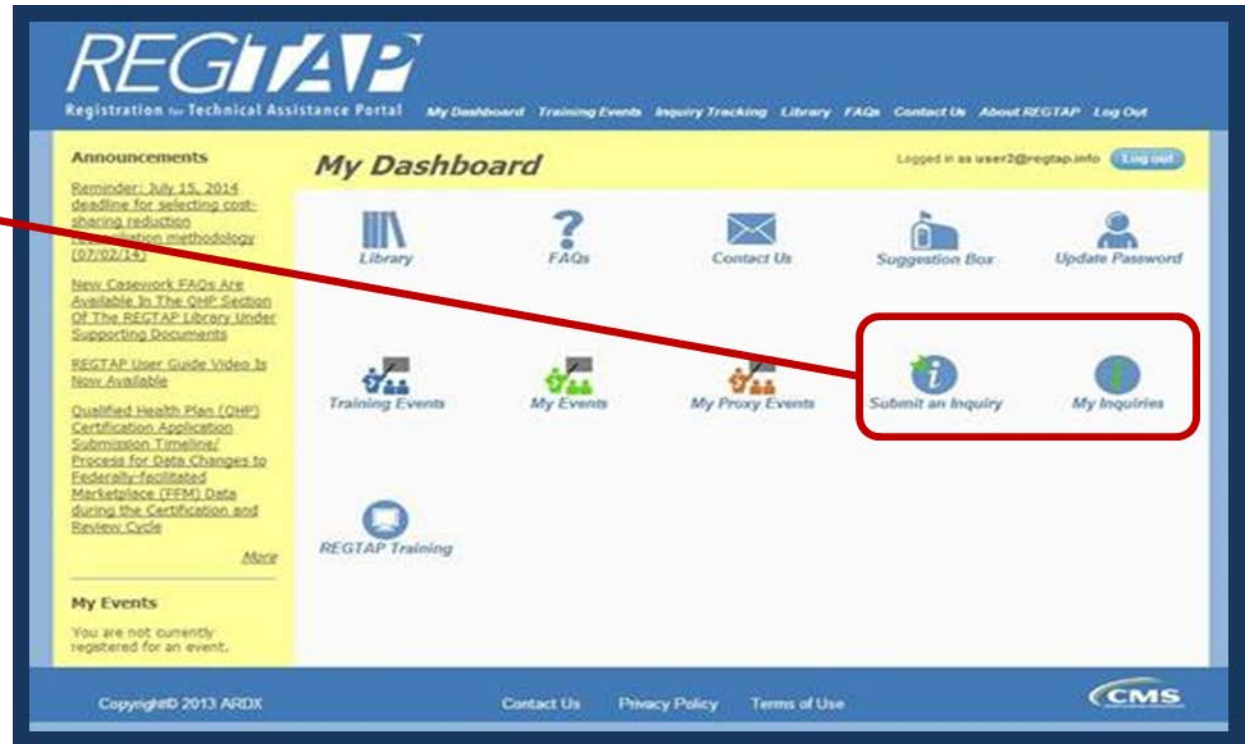 REGTAP
Registration for Technical Assistance Portal
My Dashboard Training Events Inquiry Tracking Library FAQs Contact Us About REGTAP Log Out
Announcements
Reminder: July 15, 2014
deadline for selecting cost-
sharing reduction
reconciliation methodology
(07/02/14)
New Casework FAQs Are
Available In The QHP Section
Of The REGTAP Library Under
Supporting Documents
REGTAP User Guide Video Is
Now Available
Qualified Health Plan (QHP)
Certification Application
Submission Timeline/
Process for Data Changes to
Federally-facilitated
Marketplace (FFM) Data
during the Certification and
Review Cycle
More
My Events
You are not currently
registered for an event.
My Dashboard
Logged in as user2@regtap.info Log out
Library FAQs Contact Us Suggestion Box Update Password
Training Events My Events My Proxy Events Submit an Inquiry My Inquiries
REGTAP Training
Copyright© 2013 ARDX Contact Us Privacy Policy Terms of Use CMS